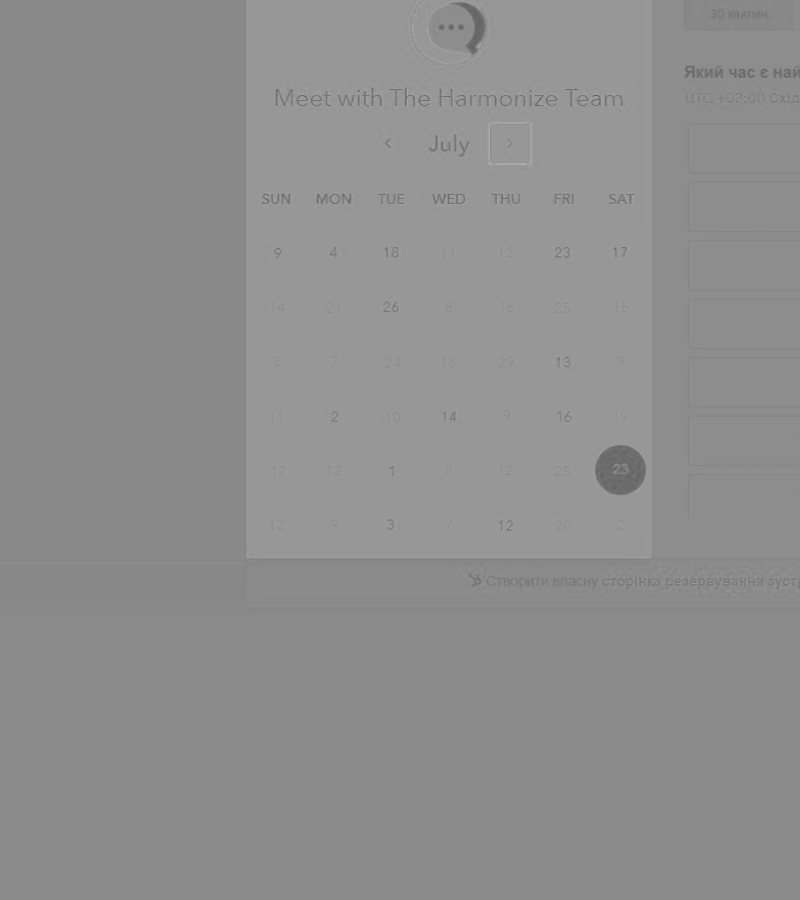 30 хвилин
Який час є най
UTC +03:00 Схід
Meet with The Harmonize Team
July
SUN MON TUE WED THU FRI SAT
9 4 18 11 12 23 17
14 21 26 8 16 25 15
8 7 24 18 29 13 9
11 2 10 14 9 16 19
17 12 1 8 12 25 23
12 9 3 7 12 20 2
Створити власну сторінка резервування зустр